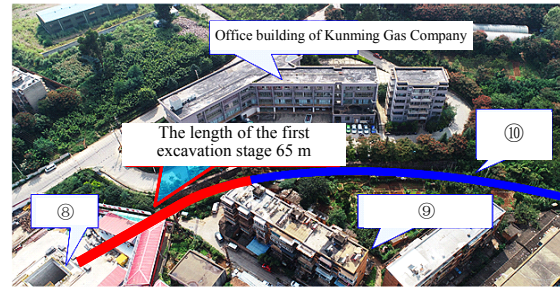 Office building of Kunming Gas Company
The length of the first
excavation stage 65 m
⑩
⑧
⑨